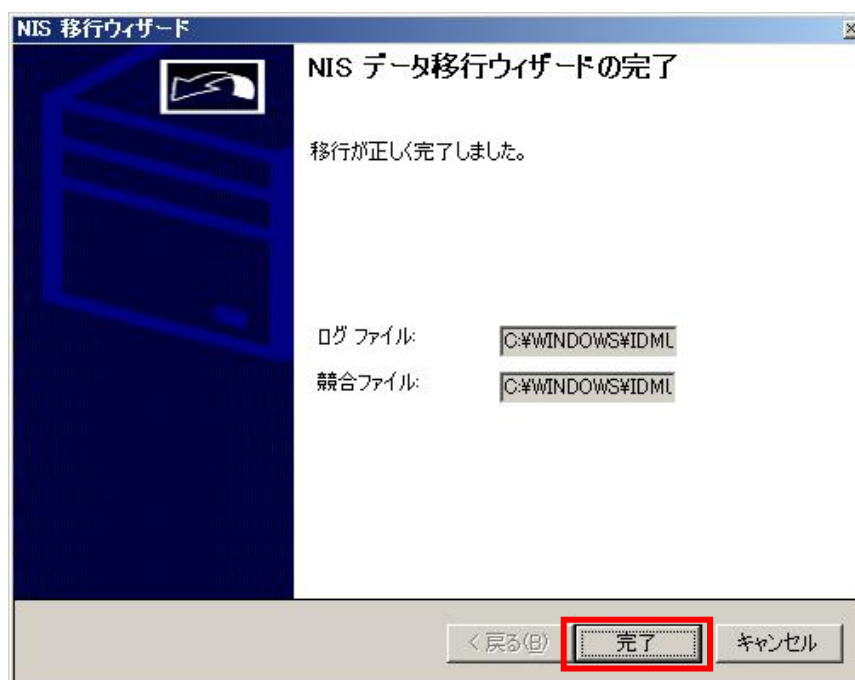 NIS 移行ウィザード
NIS データ移行ウィザードの完了
移行が正しく完了しました。
ログ ファイル: C:¥WINDOWS¥IDMU
競合ファイル: C:¥WINDOWS¥IDMU
< 戻る(B) 完了 キャンセル